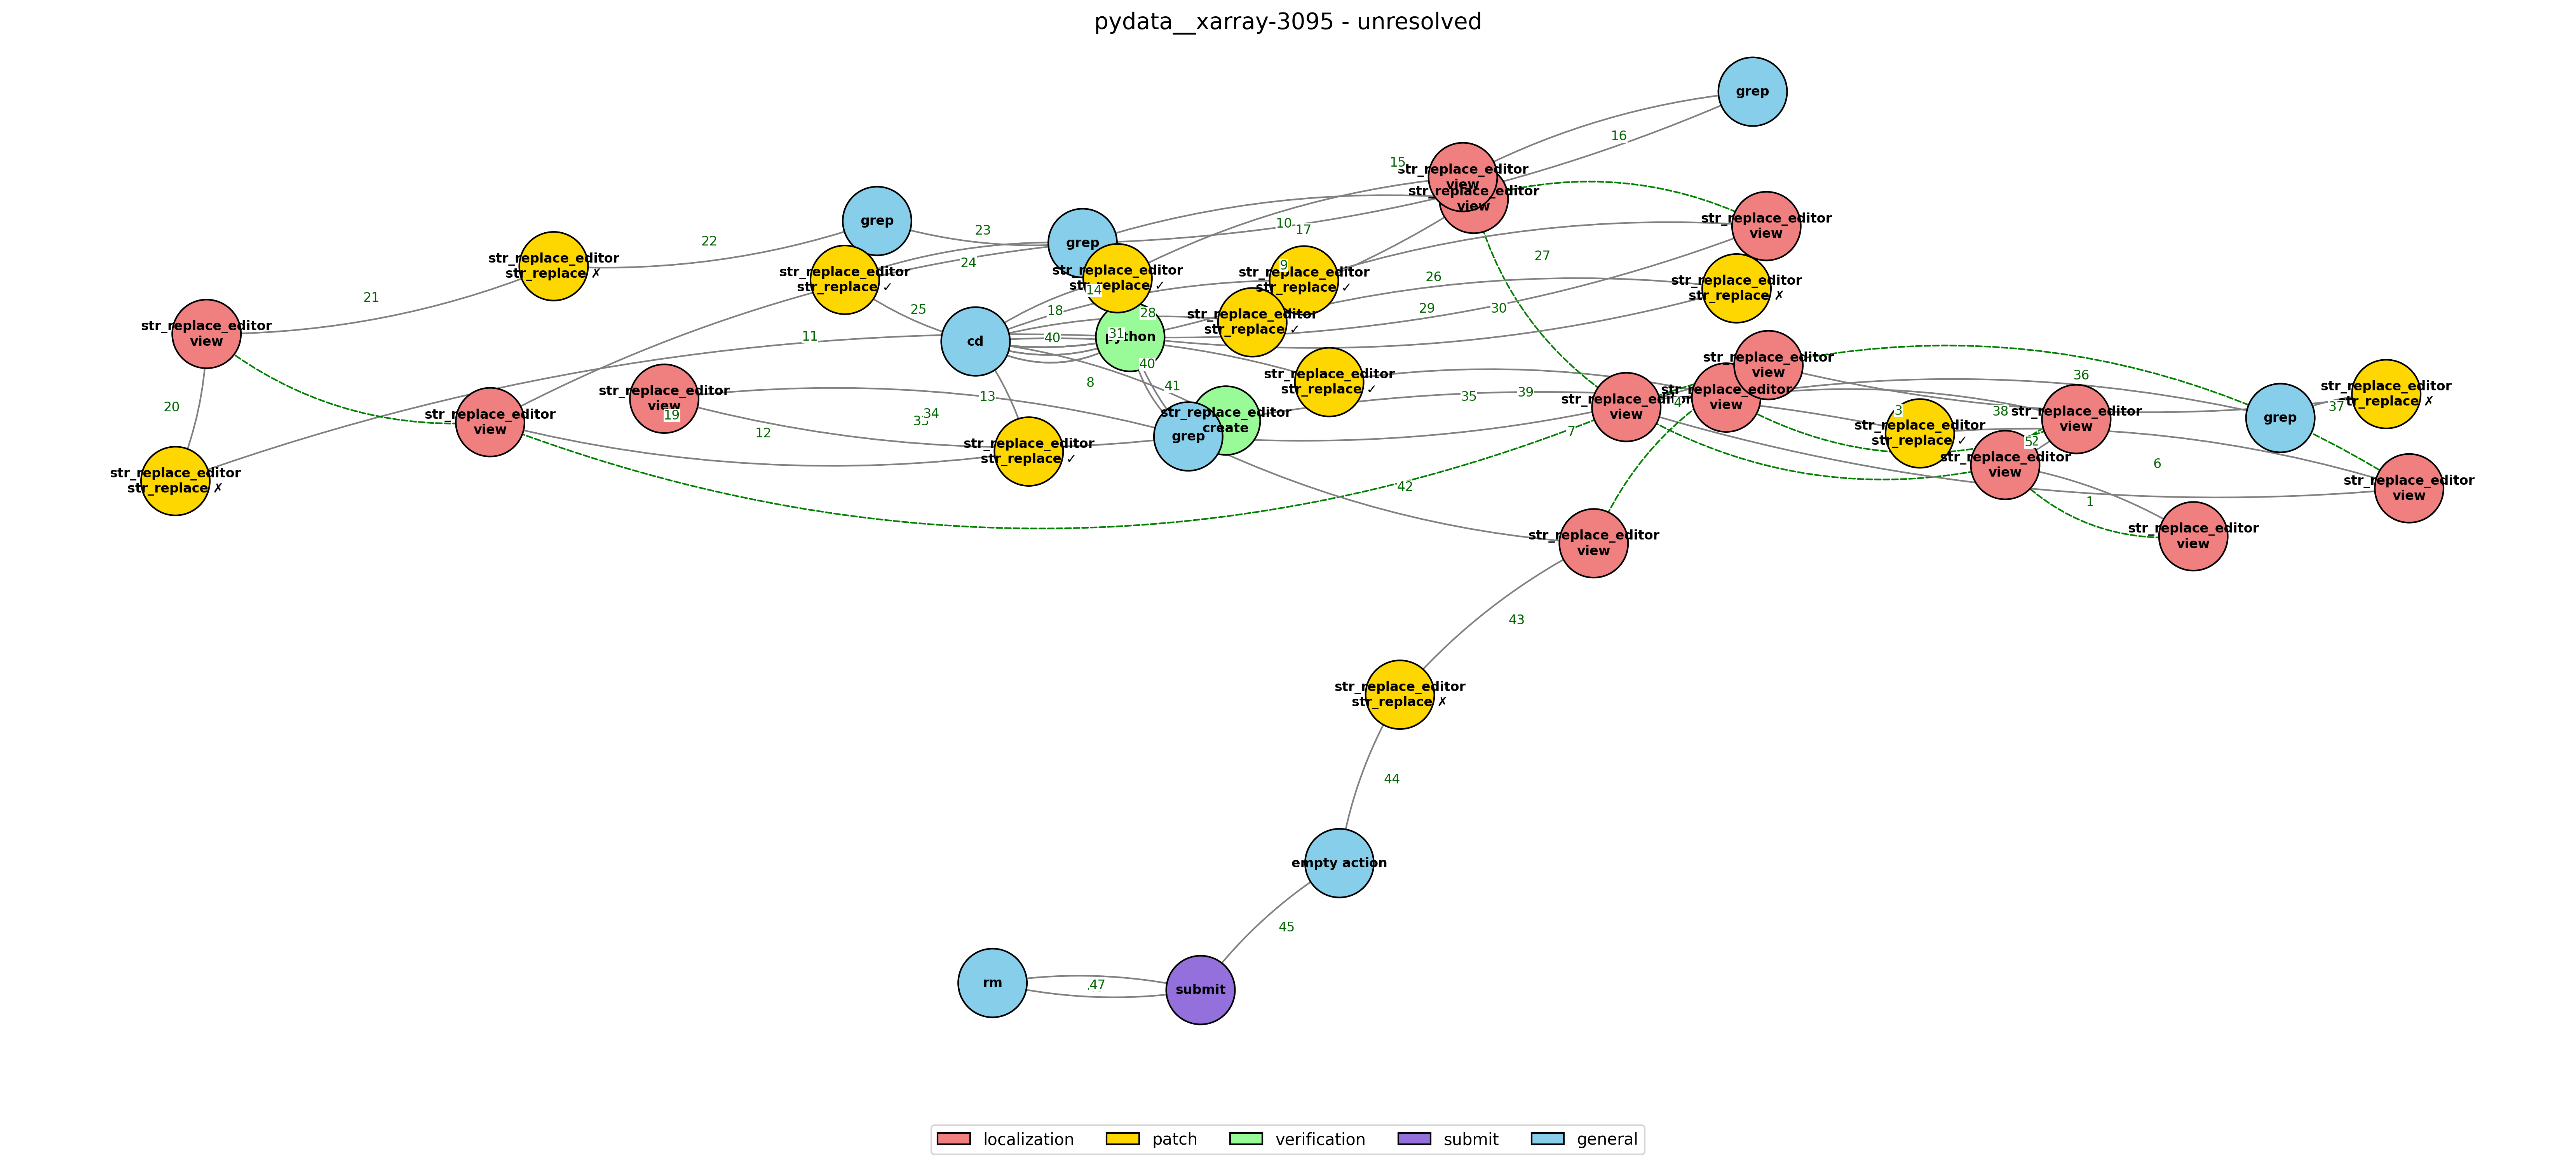 pydata__xarray-3095 - unresolved
grep
16
15
str_replace_editor
view
str_replace_editor
view
grep
23
22
10
17
str_replace_editor
view
grep
24
27
str_replace_editor
str_replace ✗
str_replace_editor
str_replace ✓
str_replace_editor
str_replace ✓
9
str_replace_editor
str_replace ✓
26
str_replace_editor
str_replace ✗
21
14
25
18
28
29
30
str_replace_editor
str_replace ✓
str_replace_editor
view
11
cd
40
31
python
40
8
41
str_replace_editor
str_replace ✓
str_replace_editor
view
36
20
str_replace_editor
view
19
13
34
33
35
39
str_replace_editor
view
4
str_replace_editor
view
3
38
37
str_replace_editor
str_replace ✗
str_replace_editor
view
12
str_replace_editor
create
grep
7
str_replace_editor
str_replace ✓
52
str_replace_editor
view
grep
str_replace_editor
str_replace ✓
str_replace_editor
view
6
str_replace_editor
str_replace ✗
42
1
str_replace_editor
view
str_replace_editor
view
str_replace_editor
view
43
str_replace_editor
str_replace ✗
44
empty action
45
rm
47
submit
localization
patch
verification
submit
general